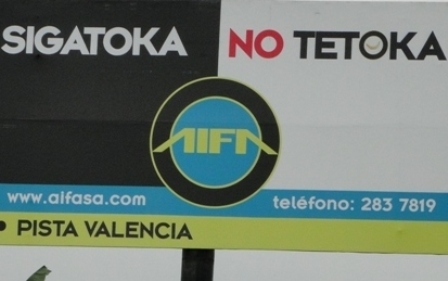 SIGATOKA NO TETOKA
AIFA
www.aifasa.com teléfono: 283 7819
• PISTA VALENCIA